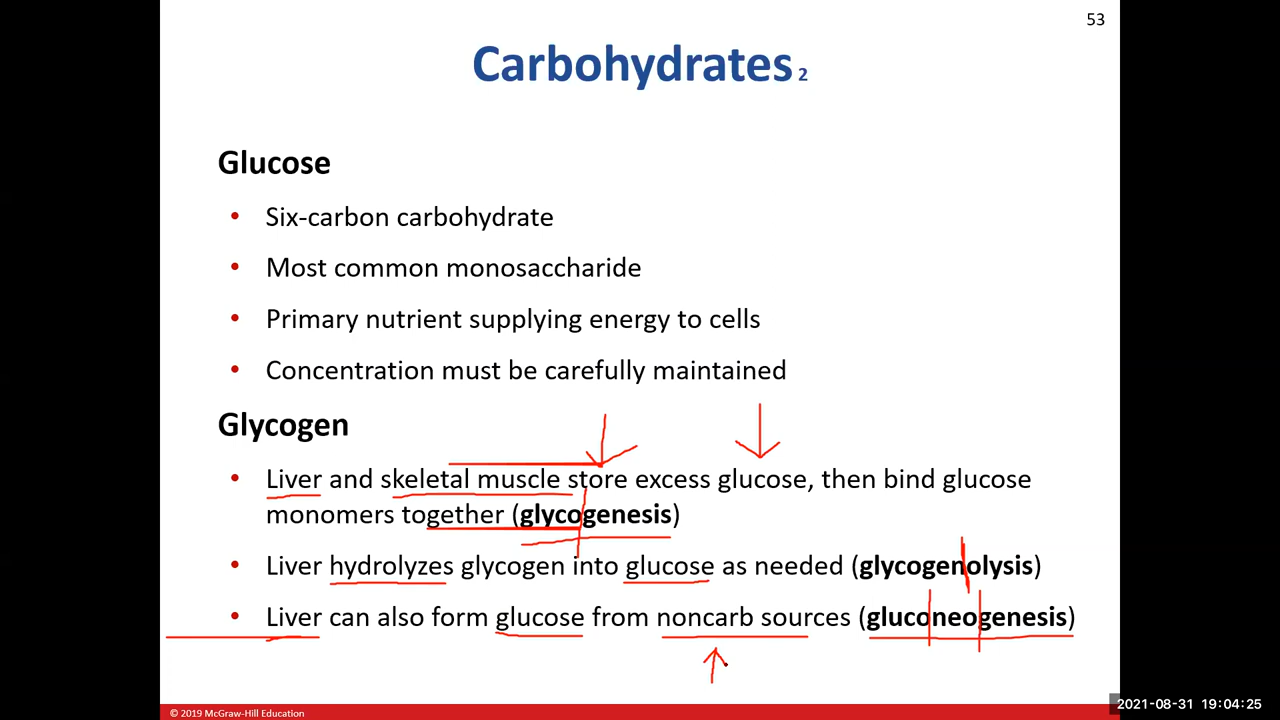 53
Carbohydrates 2
Glucose
• Six-carbon carbohydrate
• Most common monosaccharide
• Primary nutrient supplying energy to cells
• Concentration must be carefully maintained
Glycogen
• Liver and skeletal muscle store excess glucose, then bind glucose
monomers together (glycogenesis)
• Liver hydrolyzes glycogen into glucose as needed (glycogenolysis)
• Liver can also form glucose from noncarb sources (gluconeogenesis)
© 2019 McGraw-Hill Education
2021-08-31 19:04:25